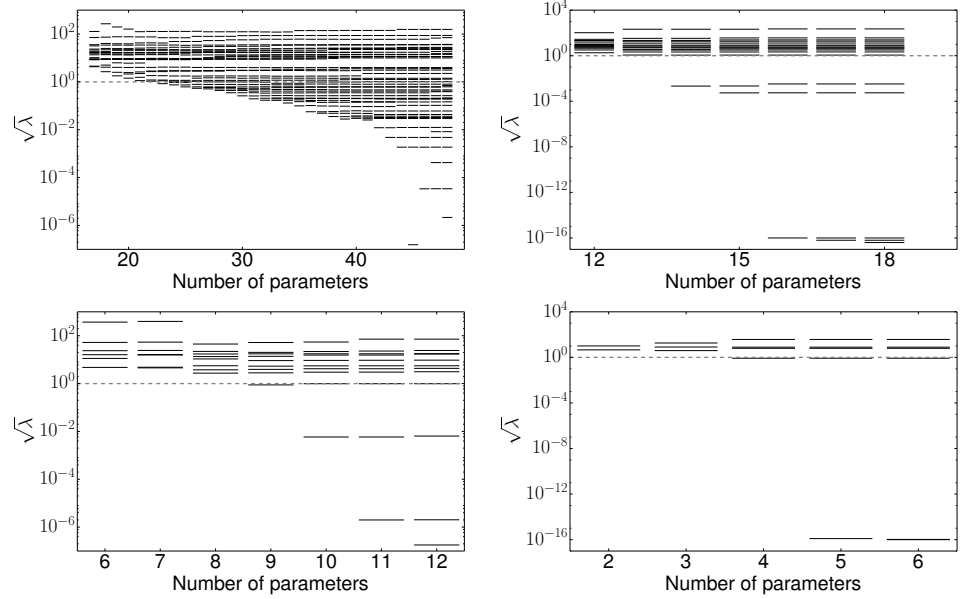 10^2
10^0
10^-2
10^-4
10^-6
√λ
20 30 40
Number of parameters
10^4
10^0
10^-4
10^-8
10^-12
10^-16
√λ
12 15 18
Number of parameters
10^2
10^0
10^-2
10^-4
10^-6
√λ
6 7 8 9 10 11 12
Number of parameters
10^4
10^0
10^-4
10^-8
10^-12
10^-16
√λ
2 3 4 5 6
Number of parameters